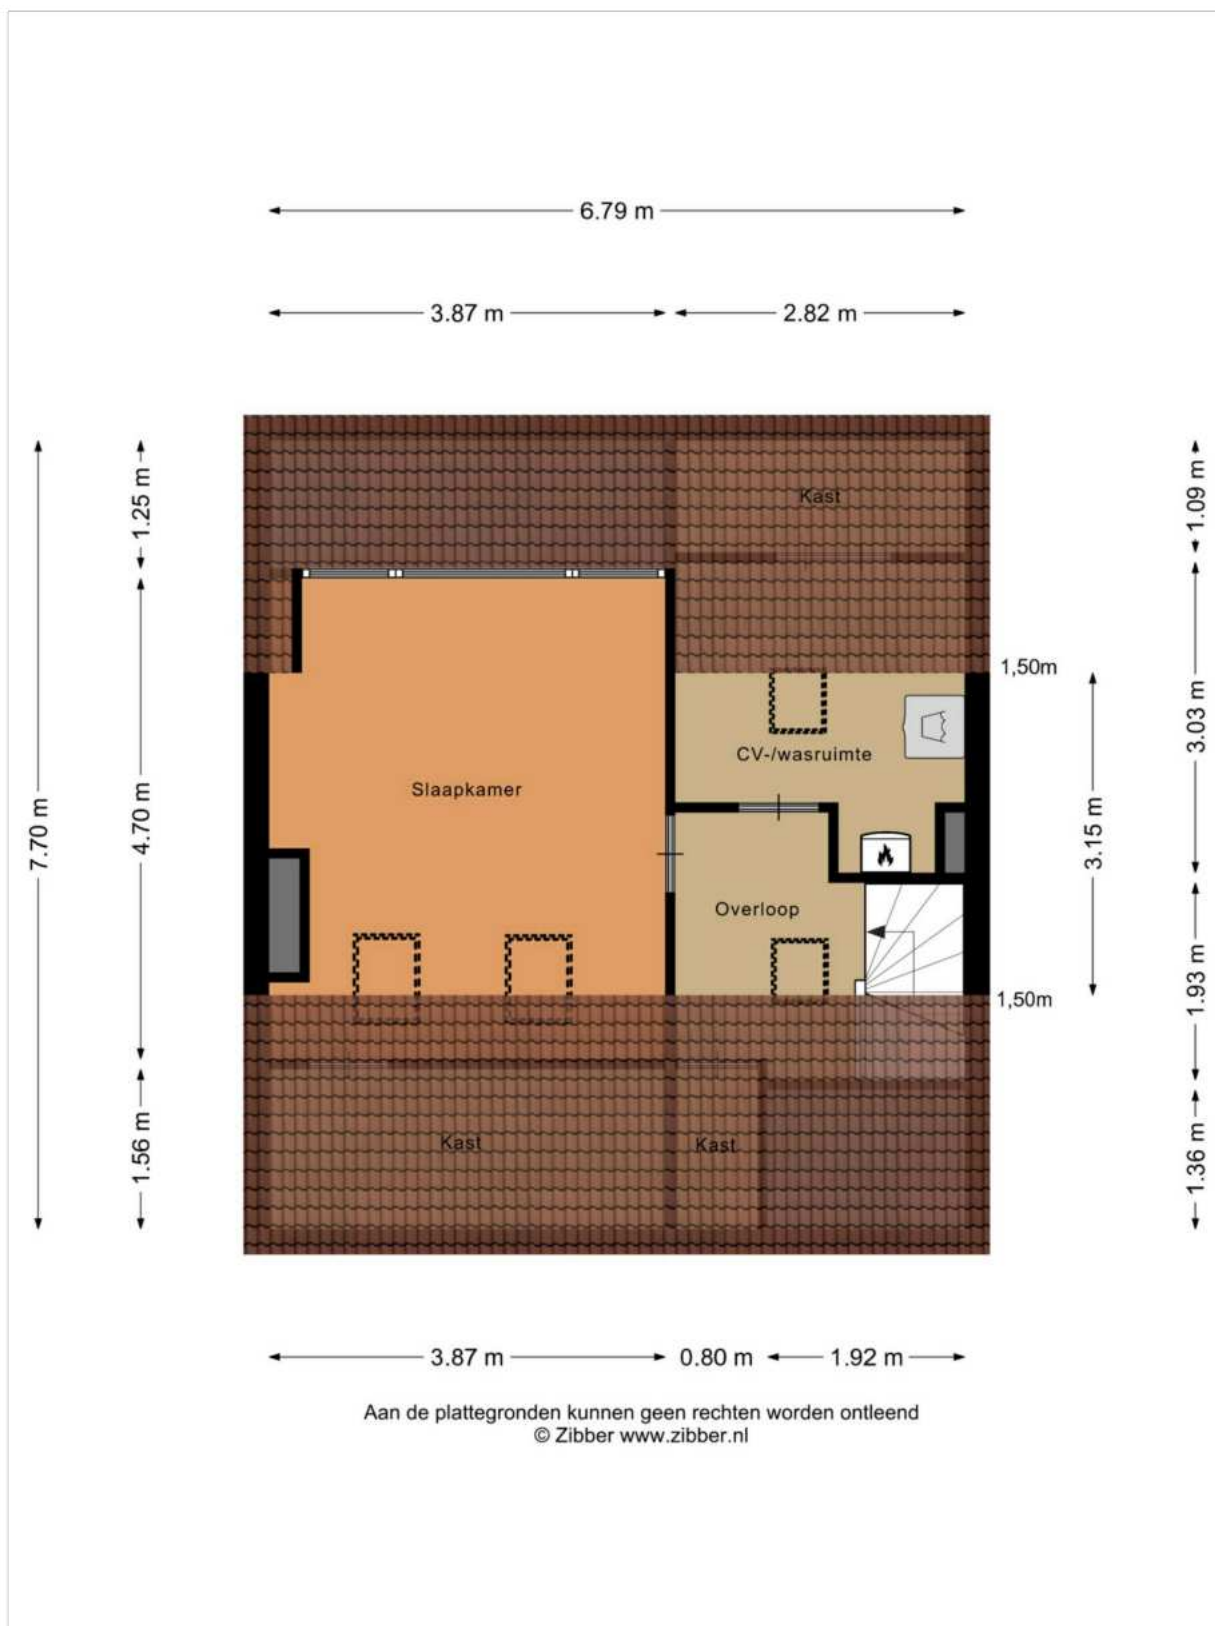 6.79 m
3.87 m
2.82 m
Kast
1.25 m
1.09 m
1,50m
CV-/wasruimte
3.03 m
Slaapkamer
7.70 m
4.70 m
3.15 m
Overloop
1.93 m
1,50m
Kast
Kast
1.56 m
1.36 m
3.87 m
0.80 m
1.92 m
Aan de plattegronden kunnen geen rechten worden ontleend
© Zibber www.zibber.nl